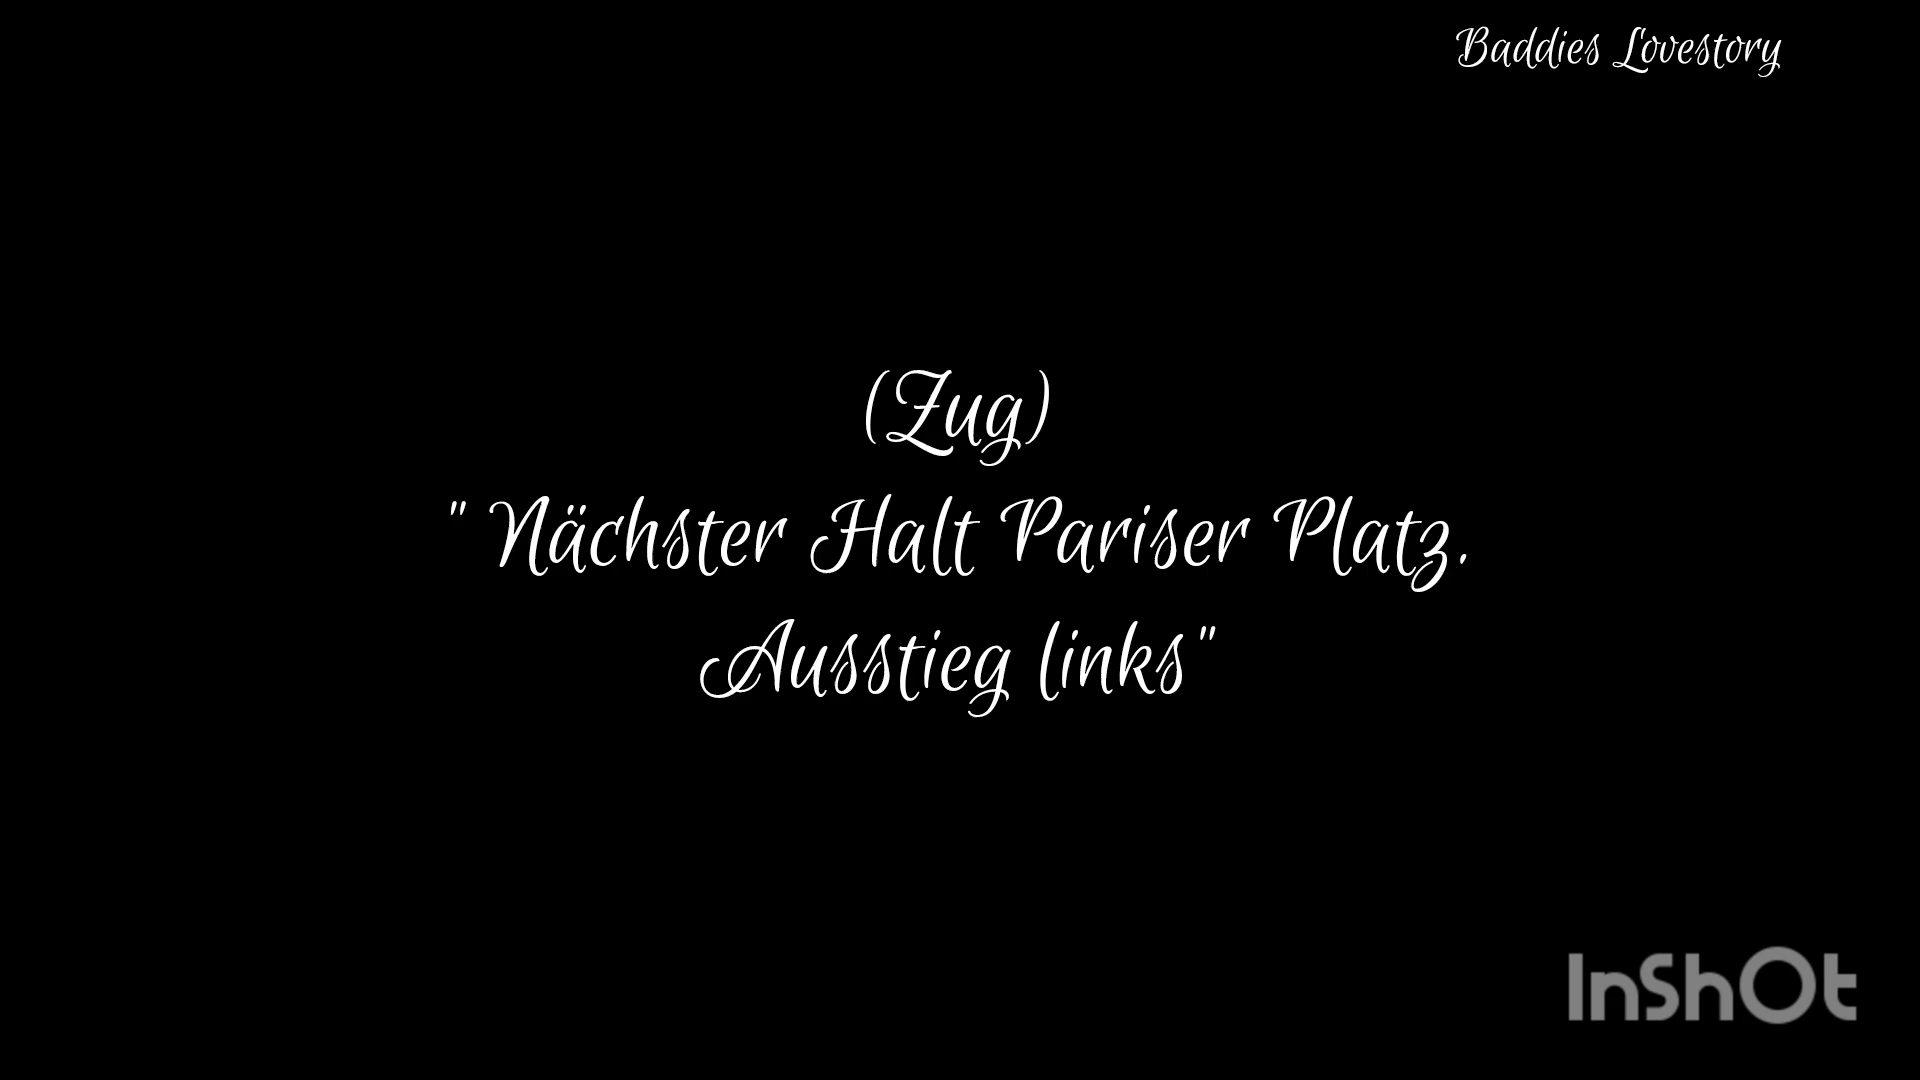 Baddies Lovestory
(Zug)
" Nächster Halt Pariser Platz.
Ausstieg links"
InShOt